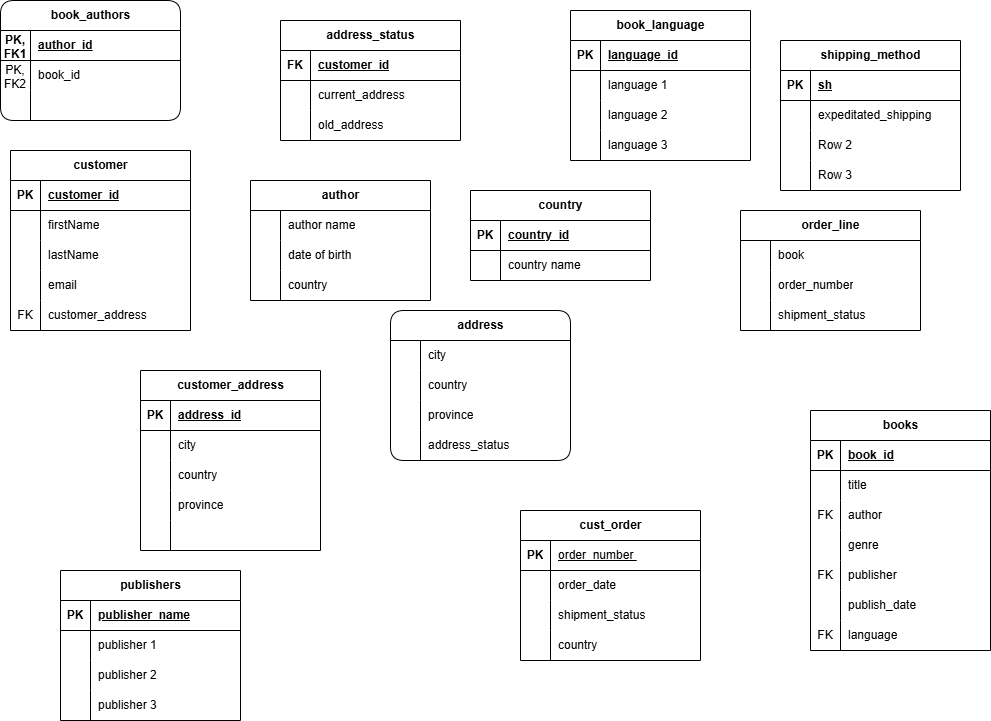 book_authors
PK, FK1 author_id
PK, FK2 book_id
address_status
FK customer_id
current_address
old_address
book_language
PK language_id
language 1
language 2
language 3
shipping_method
PK sh
expeditated_shipping
Row 2
Row 3
customer
PK customer_id
firstName
lastName
email
FK customer_address
author
author name
date of birth
country
country
PK country_id
country name
order_line
book
order_number
shipment_status
address
city
country
province
address_status
customer_address
PK address_id
city
country
province
books
PK book_id
title
FK author
genre
FK publisher
publish_date
FK language
cust_order
PK order_number
order_date
shipment_status
country
publishers
PK publisher_name
publisher 1
publisher 2
publisher 3